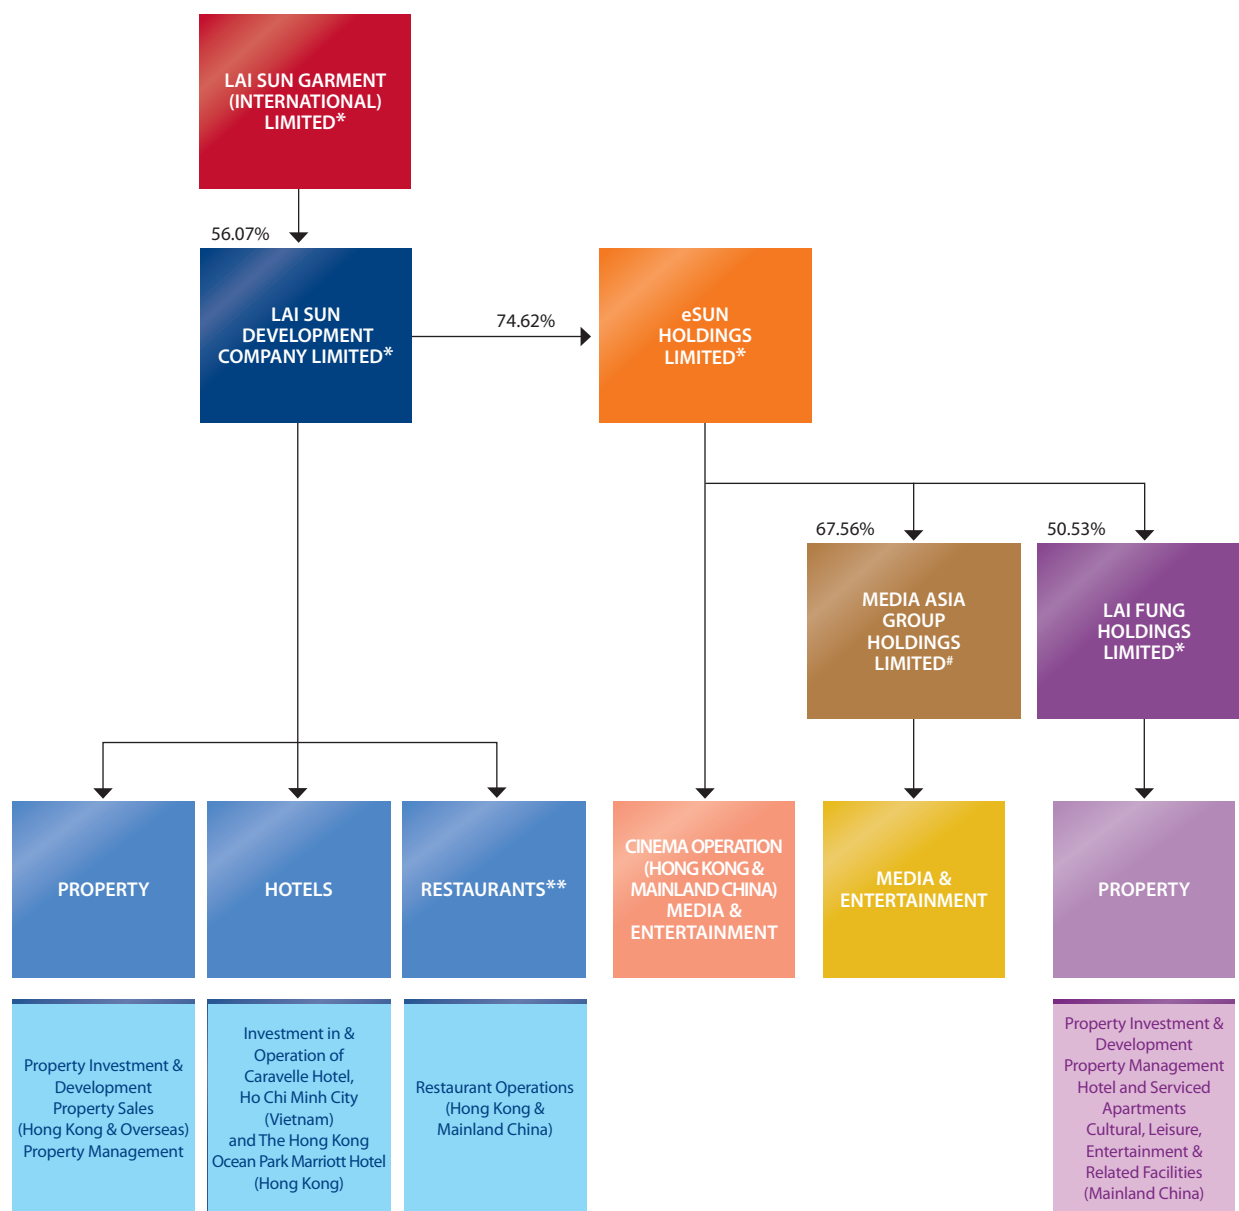 LAI SUN GARMENT
(INTERNATIONAL)
LIMITED*
56.07%
LAI SUN
DEVELOPMENT
COMPANY LIMITED*
74.62%
eSUN
HOLDINGS
LIMITED*
67.56%
MEDIA ASIA
GROUP
HOLDINGS
LIMITED#
50.53%
LAI FUNG
HOLDINGS
LIMITED*
PROPERTY
HOTELS
RESTAURANTS**
CINEMA OPERATION
(HONG KONG &
MAINLAND CHINA)
MEDIA &
ENTERTAINMENT
MEDIA &
ENTERTAINMENT
PROPERTY
Property Investment &
Development
Property Sales
(Hong Kong & Overseas)
Property Management
Investment in &
Operation of
Caravelle Hotel,
Ho Chi Minh City
(Vietnam)
and The Hong Kong
Ocean Park Marriott Hotel
(Hong Kong)
Restaurant Operations
(Hong Kong &
Mainland China)
Property Investment &
Development
Property Management
Hotel and Serviced
Apartments
Cultural, Leisure,
Entertainment &
Related Facilities
(Mainland China)